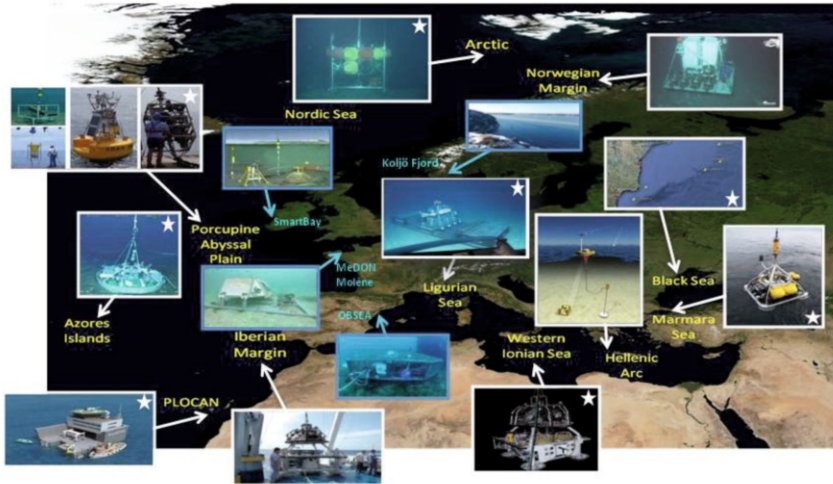 Arctic
Norwegian
Margin
Nordic Sea
Koljö Fjord
SmartBay
Porcupine
Abyssal
Plain
MeDON
Molene
Ligurian
Sea
Black Sea
Marmara
Sea
Azores
Islands
OBSEA
Iberian
Margin
Western
Ionian Sea
Hellenic
Arc
PLOCAN